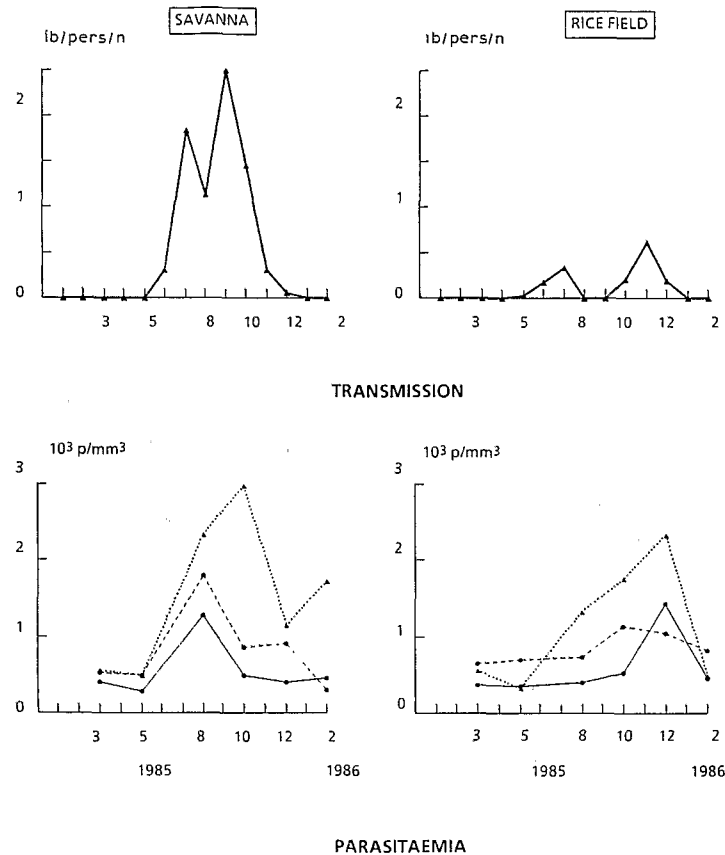 SAVANNA
RICE FIELD
ib/pers/n
ib/pers/n
2
1
0
3 5 8 10 12 2
2
1
0
3 5 8 10 12 2
TRANSMISSION
10³ p/mm³
10³ p/mm³
3
2
1
0
3 5 8 10 12 2
1985 1986
3
2
1
0
3 5 8 10 12 2
1985 1986
PARASITAEMIA